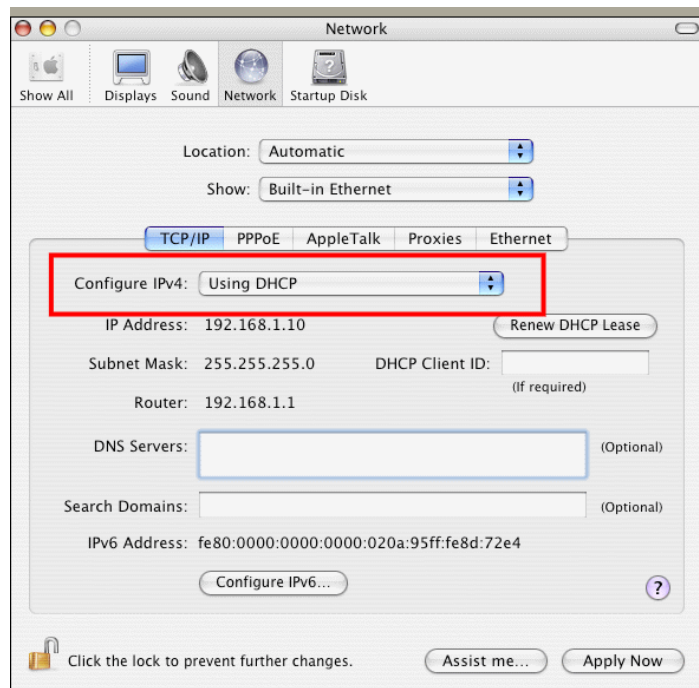 Network
Show All Displays Sound Network Startup Disk
Location: Automatic
Show: Built-in Ethernet
TCP/IP PPPoE AppleTalk Proxies Ethernet
Configure IPv4: Using DHCP
IP Address: 192.168.1.10 Renew DHCP Lease
Subnet Mask: 255.255.255.0 DHCP Client ID:
(If required)
Router: 192.168.1.1
DNS Servers: (Optional)
Search Domains: (Optional)
IPv6 Address: fe80:0000:0000:0000:020a:95ff:fe8d:72e4
Configure IPv6... ?
Click the lock to prevent further changes. Assist me... Apply Now